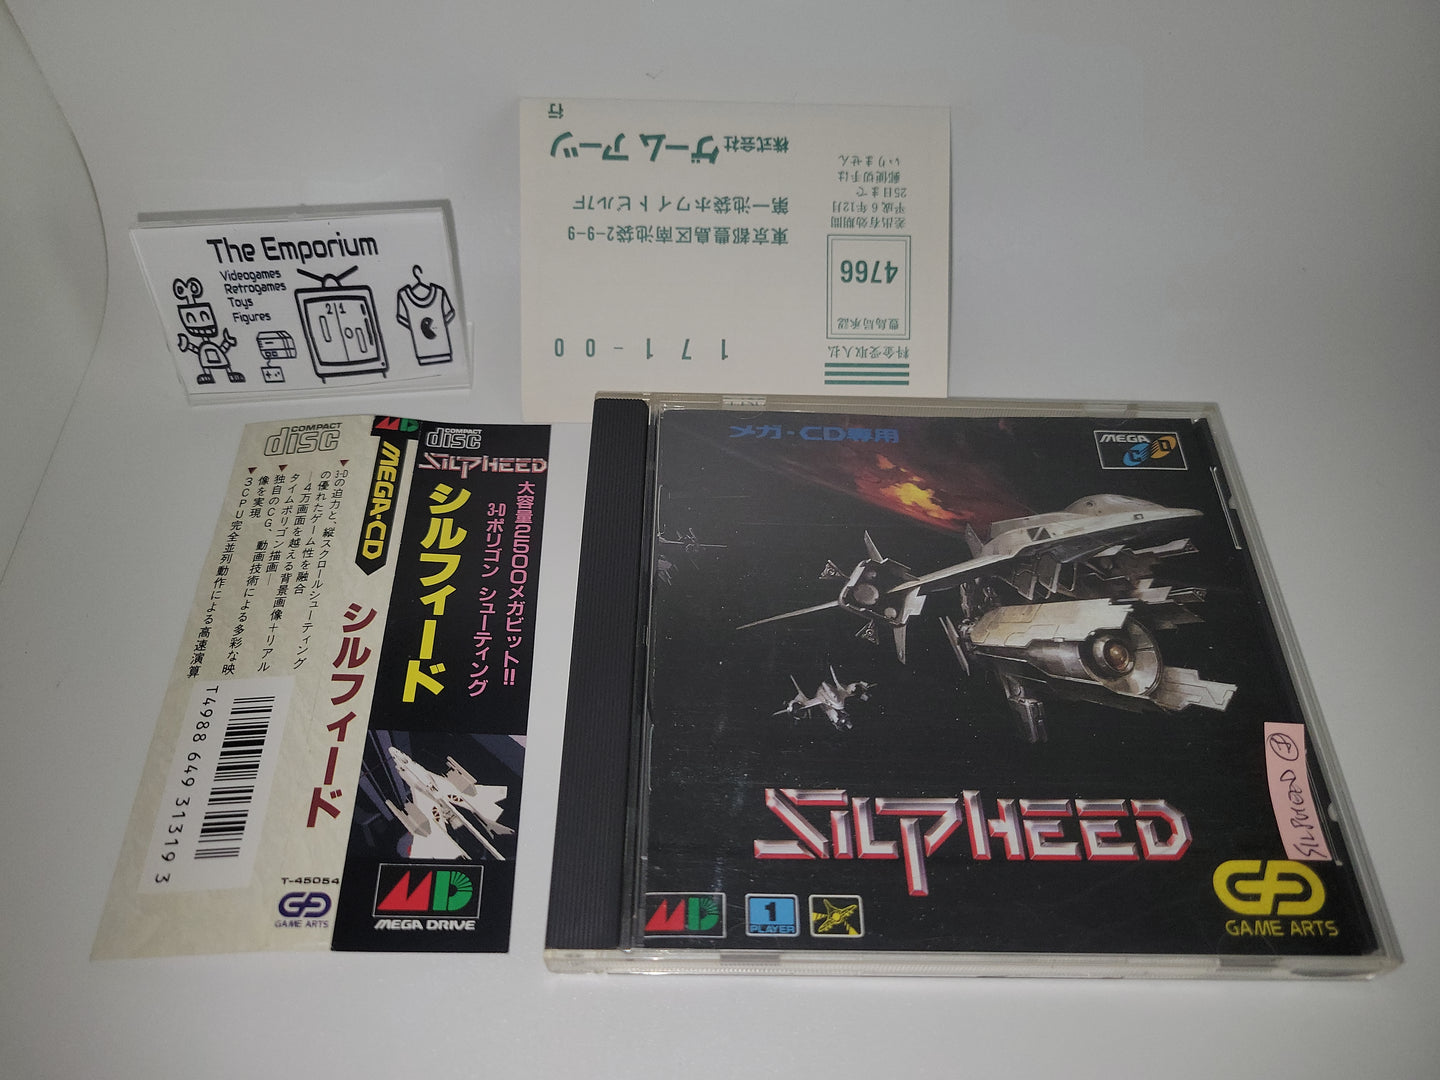 The Emporium
Videogames
Retrogames
Toys
Figures
2 1
料金受取人払
豊島局承認
4766
差出有効期間
平成6年12月
25日まで
郵便切手は
いりません
171-00
東京都豊島区南池袋2-9-9
第一池袋ホワイトビル7F
株式会社 ゲームアーツ
行
COMPACT
disc
▼3-Dの迫力と、縦スクロールシューティング
の優れたゲーム性を融合
▼4万画面を越える背景画像+リアル
タイムポリゴン描画―
▼独自のCG、動画技術による多彩な映
像を実現
▼3CPU完全並列動作による高速演算
T4988 649 31319 3
MD
MEGA-CD
シルフィード
T-45054
GAME ARTS
COMPACT
disc
SILPHEED
大容量2500メガビット!!
3-D ポリゴン シューティング
シルフィード
MD
MEGA DRIVE
メガ-CD専用
MEGA
CD
SILPHEED
MD
1
PLAYER
GAME ARTS